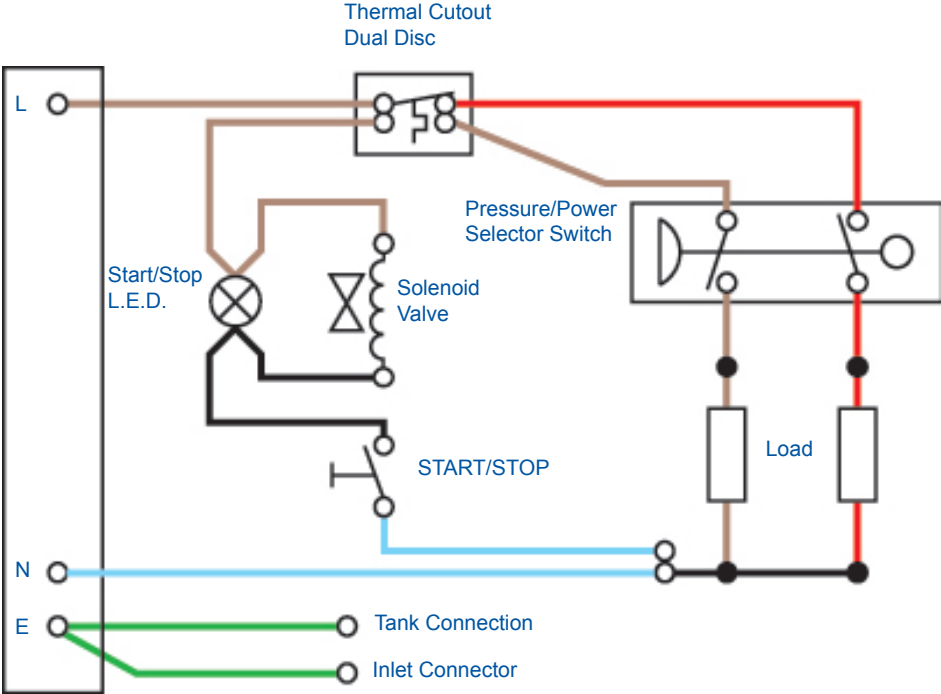 Thermal Cutout
Dual Disc
L
Pressure/Power
Selector Switch
Start/Stop
L.E.D.
Solenoid
Valve
Load
START/STOP
N
E
Tank Connection
Inlet Connector